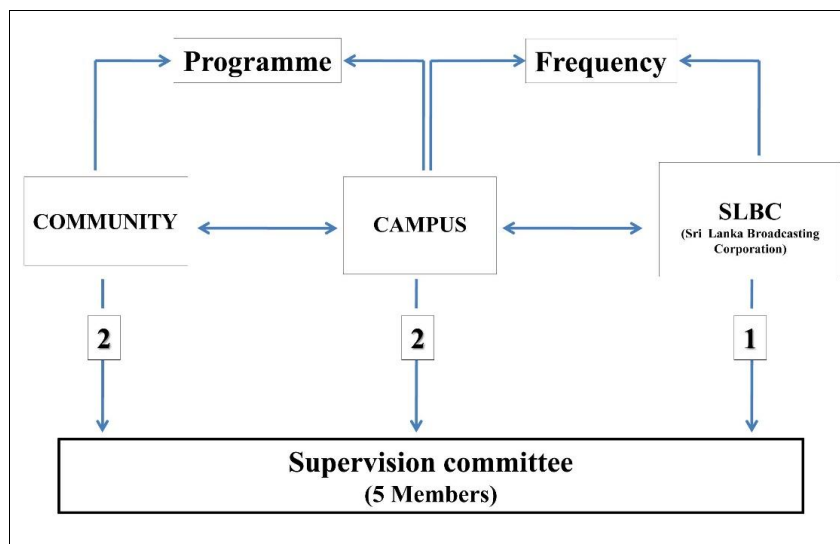 Programme
Frequency
COMMUNITY
CAMPUS
SLBC
(Sri Lanka Broadcasting
Corporation)
2
2
1
Supervision committee
(5 Members)